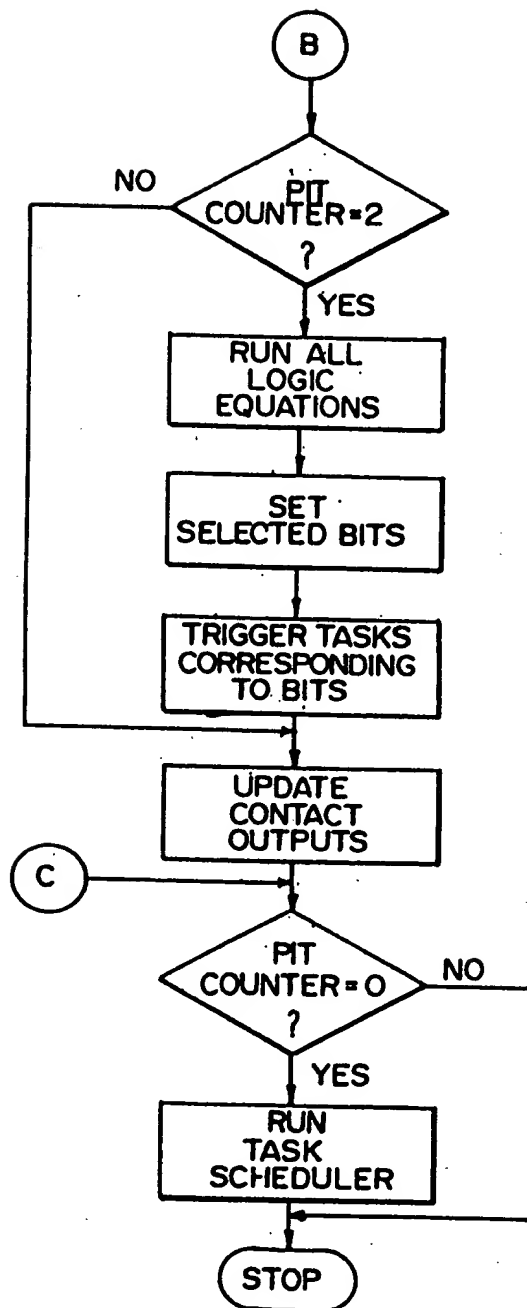 B
NO
PIT
COUNTER=2
?
YES
RUN ALL
LOGIC
EQUATIONS
SET
SELECTED BITS
TRIGGER TASKS
CORRESPONDING
TO BITS
UPDATE
CONTACT
OUTPUTS
C
PIT
COUNTER=0
?
NO
YES
RUN
TASK
SCHEDULER
STOP